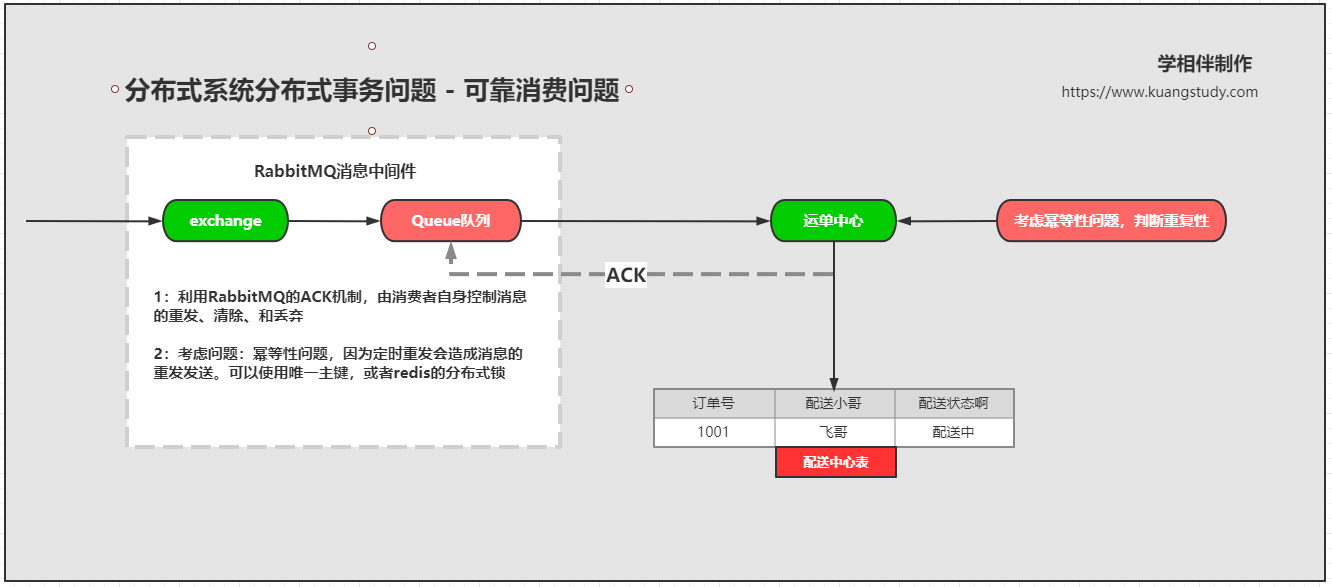 学相伴制作
分布式系统分布式事务问题 - 可靠消费问题
https://www.kuangstudy.com
RabbitMQ消息中间件
exchange
Queue队列
运单中心
考虑幂等性问题，判断重复性
ACK
1：利用RabbitMQ的ACK机制，由消费者自身控制消息
的重发、清除、和丢弃
2：考虑问题：幂等性问题，因为定时重发会造成消息的
重发发送。可以使用唯一主键，或者redis的分布式锁
订单号 配送小哥 配送状态啊
1001 飞哥 配送中
配送中心表